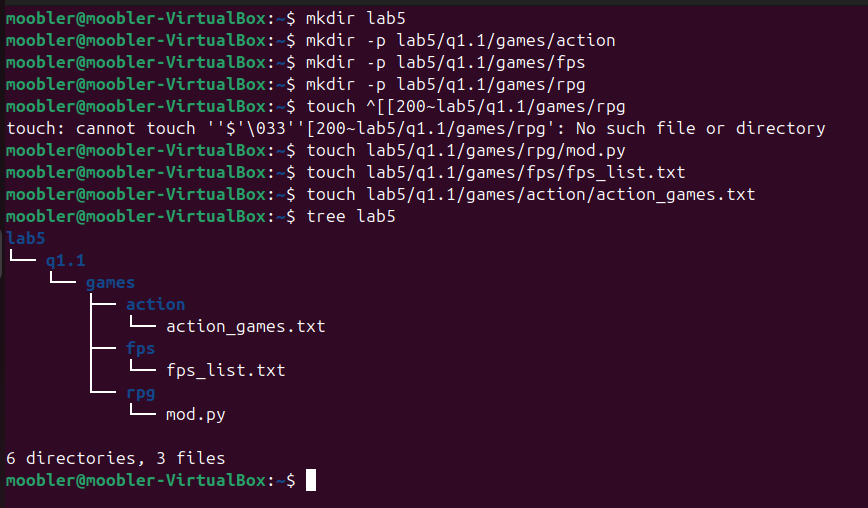 moobler@moobler-VirtualBox:~$ mkdir lab5
moobler@moobler-VirtualBox:~$ mkdir -p lab5/q1.1/games/action
moobler@moobler-VirtualBox:~$ mkdir -p lab5/q1.1/games/fps
moobler@moobler-VirtualBox:~$ mkdir -p lab5/q1.1/games/rpg
moobler@moobler-VirtualBox:~$ touch ^[[200~lab5/q1.1/games/rpg
touch: cannot touch ''$'\033''[200~lab5/q1.1/games/rpg': No such file or directory
moobler@moobler-VirtualBox:~$ touch lab5/q1.1/games/rpg/mod.py
moobler@moobler-VirtualBox:~$ touch lab5/q1.1/games/fps/fps_list.txt
moobler@moobler-VirtualBox:~$ touch lab5/q1.1/games/action/action_games.txt
moobler@moobler-VirtualBox:~$ tree lab5
lab5
└── q1.1
    └── games
        ├── action
        │   └── action_games.txt
        ├── fps
        │   └── fps_list.txt
        └── rpg
            └── mod.py

6 directories, 3 files
moobler@moobler-VirtualBox:~$